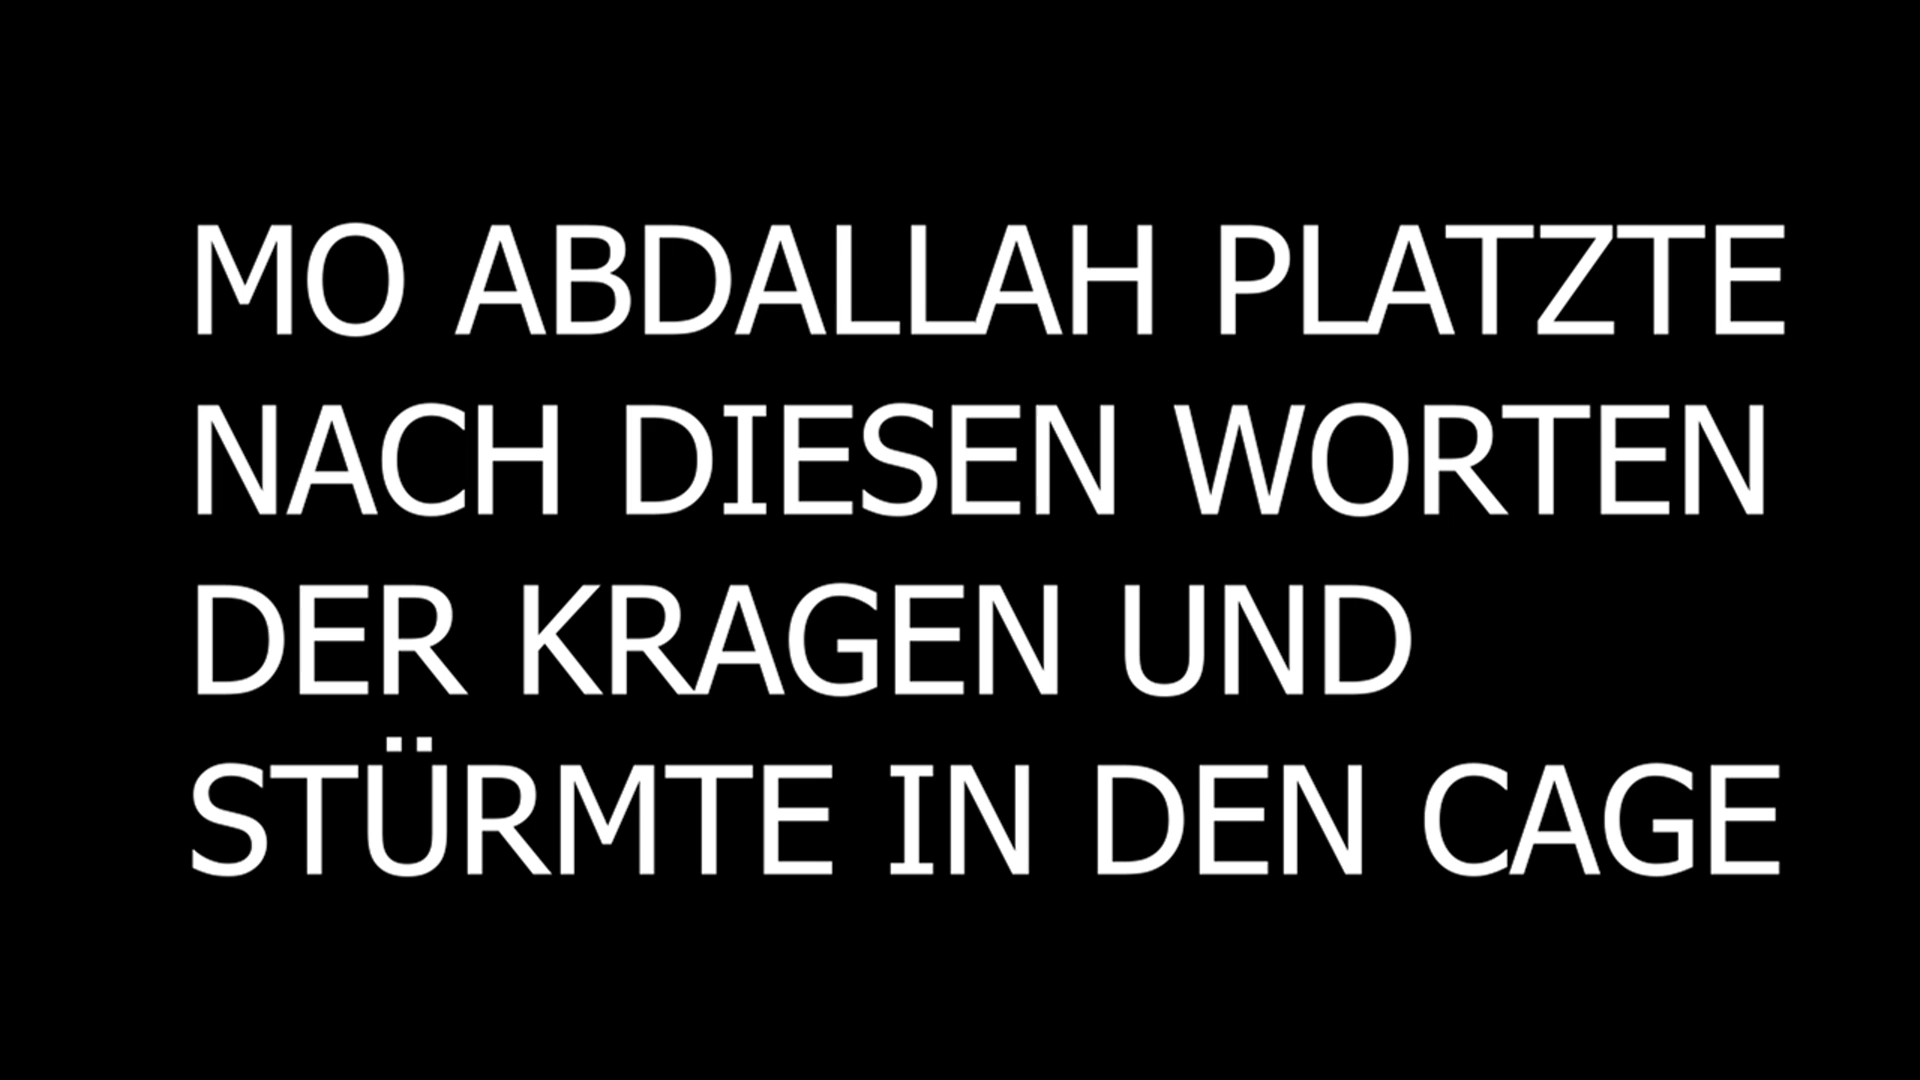 MO ABDALLAH PLATZTE
NACH DIESEN WORTEN
DER KRAGEN UND
STÜRMTE IN DEN CAGE